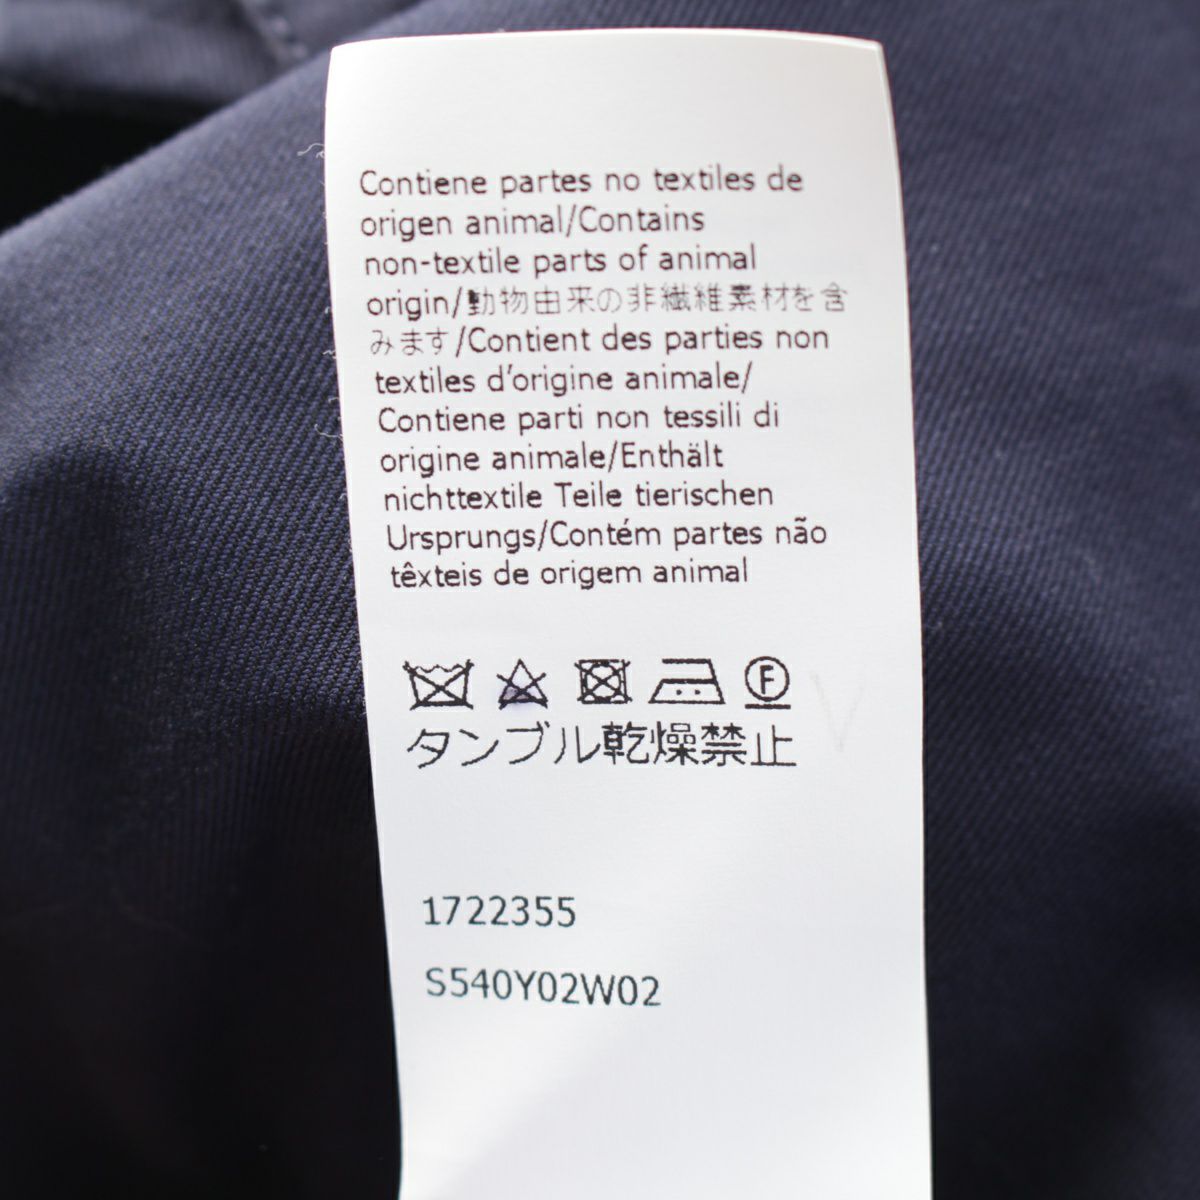 Contiene partes no textiles de
origen animal/Contains
non-textile parts of animal
origin/動物由来の非繊維素材を含
みます/Contient des parties non
textiles d’origine animale/
Contiene parti non tessili di
origine animale/Enthält
nichttextile Teile tierischen
Ursprungs/Contém partes não
têxteis de origem animal
F
タンブル乾燥禁止
1722355
S540Y02W02